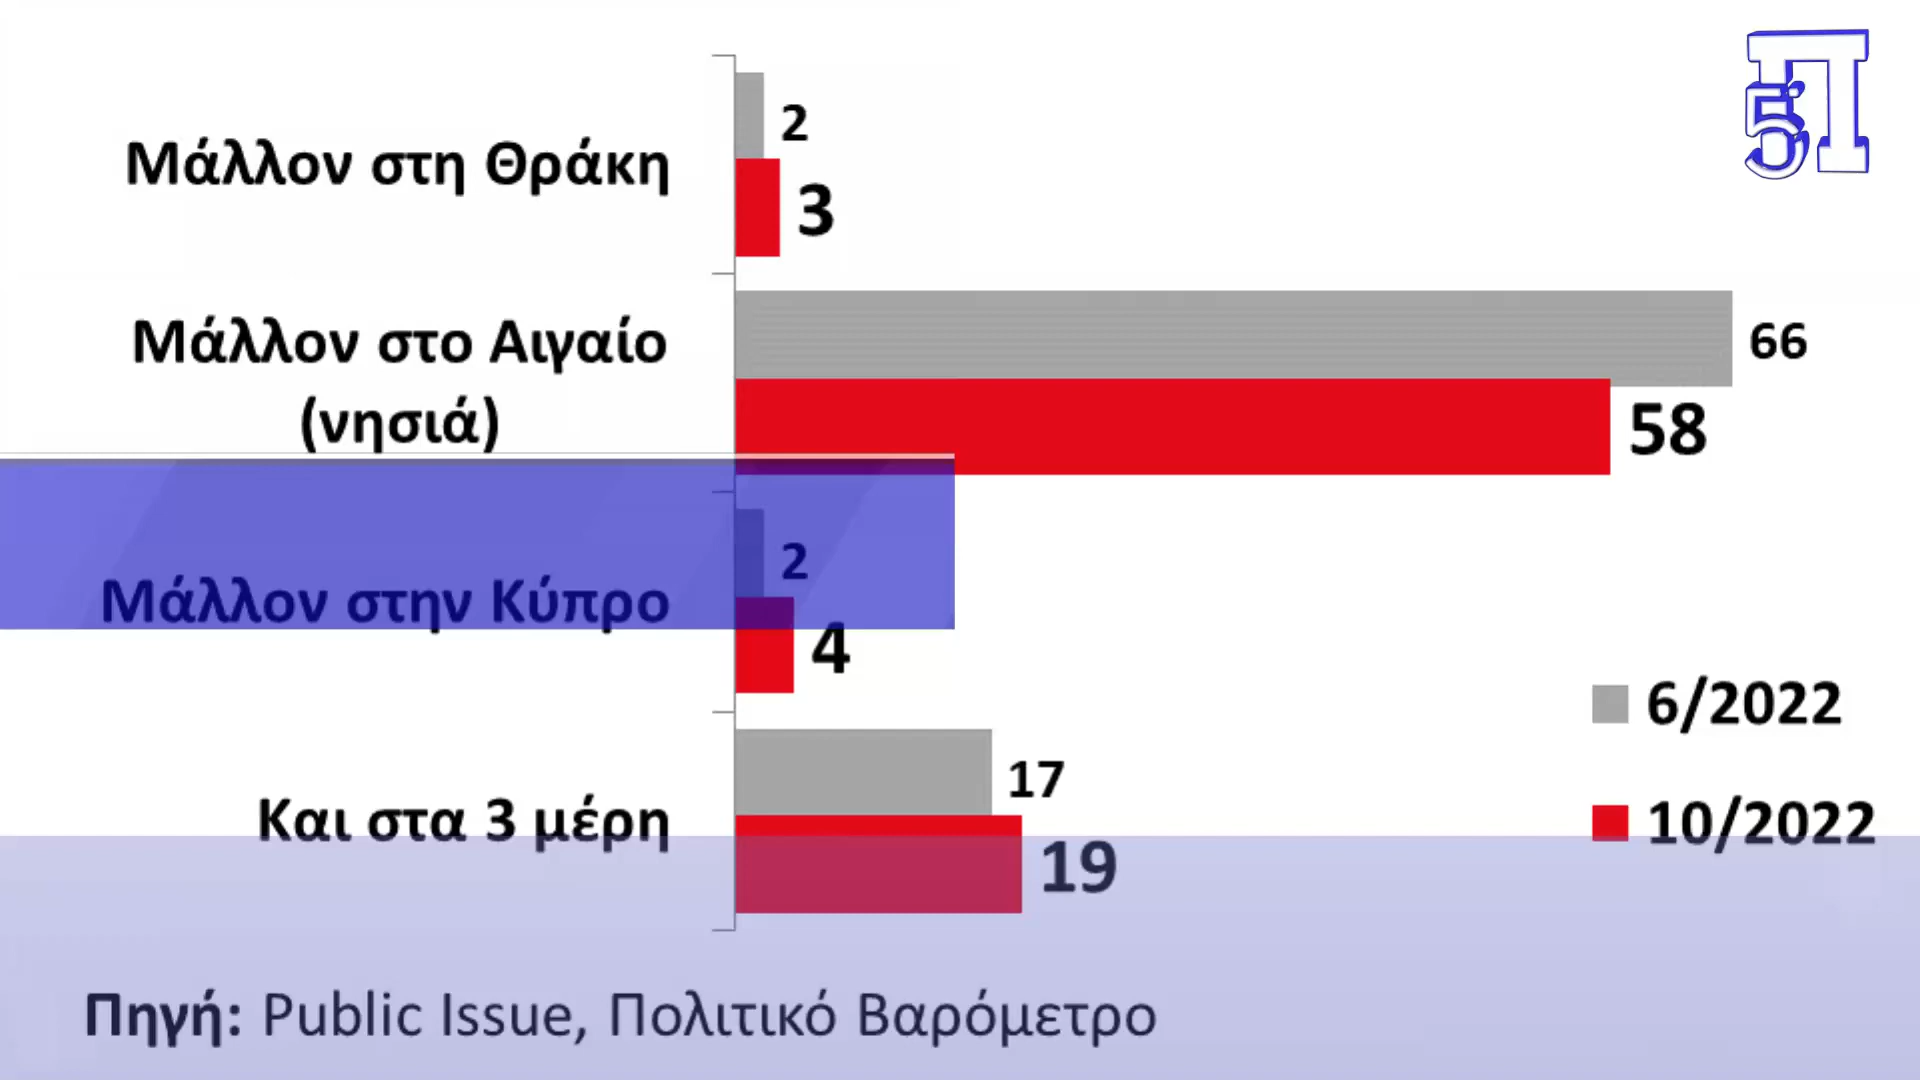 Π
5'
Μάλλον στη Θράκη
2
3
Μάλλον στο Αιγαίο
(νησιά)
66
58
Μάλλον στην Κύπρο
2
4
Και στα 3 μέρη
17
19
6/2022
10/2022
Πηγή: Public Issue, Πολιτικό Βαρόμετρο